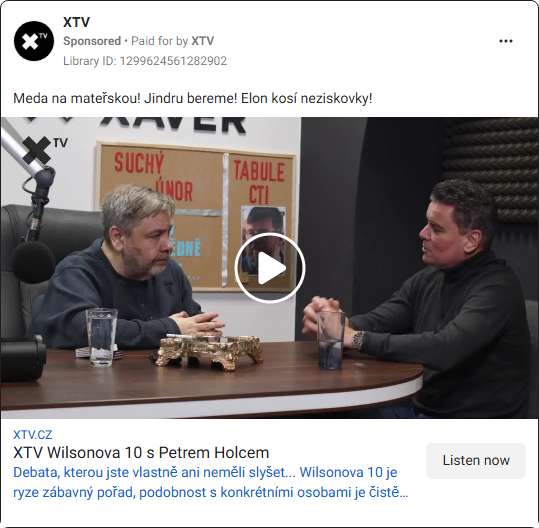 XTV
Sponsored • Paid for by XTV
Library ID: 1299624561282902
Meda na mateřskou! Jindru bereme! Elon kosí neziskovky!
XAVER
XTV
SUCHÝ
ÚNOR
TABULE
CTI
XTV.CZ
XTV Wilsonova 10 s Petrem Holcem
Debata, kterou jste vlastně ani neměli slyšet... Wilsonova 10 je
ryze zábavný pořad, podobnost s konkrétními osobami je čistě…
Listen now